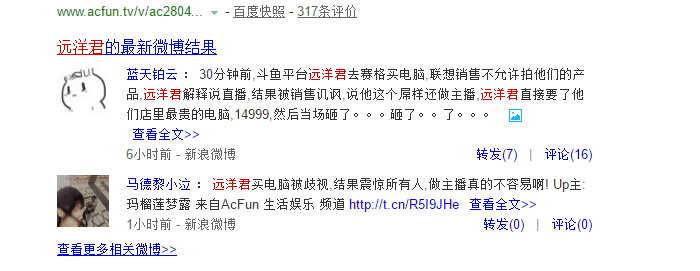 www.acfun.tv/v/ac2804... - 百度快照 - 317条评价
远洋君的最新微博结果
蓝天铂云 : 30分钟前,斗鱼平台远洋君去赛格买电脑,联想销售不允许拍他们的产
品,远洋君解释说直播,结果被销售讥讽,说他这个屌样还做主播,远洋君直接要了他
们店里最贵的电脑,14999,然后当场砸了。。。砸了。。了。。。
查看全文>>
6小时前 - 新浪微博 转发(7) | 评论(16)
马德黎小泣 : 远洋君买电脑被歧视,结果震惊所有人,做主播真的不容易啊! Up主:
玛榴莲梦露 来自AcFun 生活娱乐 频道 http://t.cn/R5I9JHe 查看全文>>
1小时前 - 新浪微博 转发(0) | 评论(0)
查看更多相关微博>>